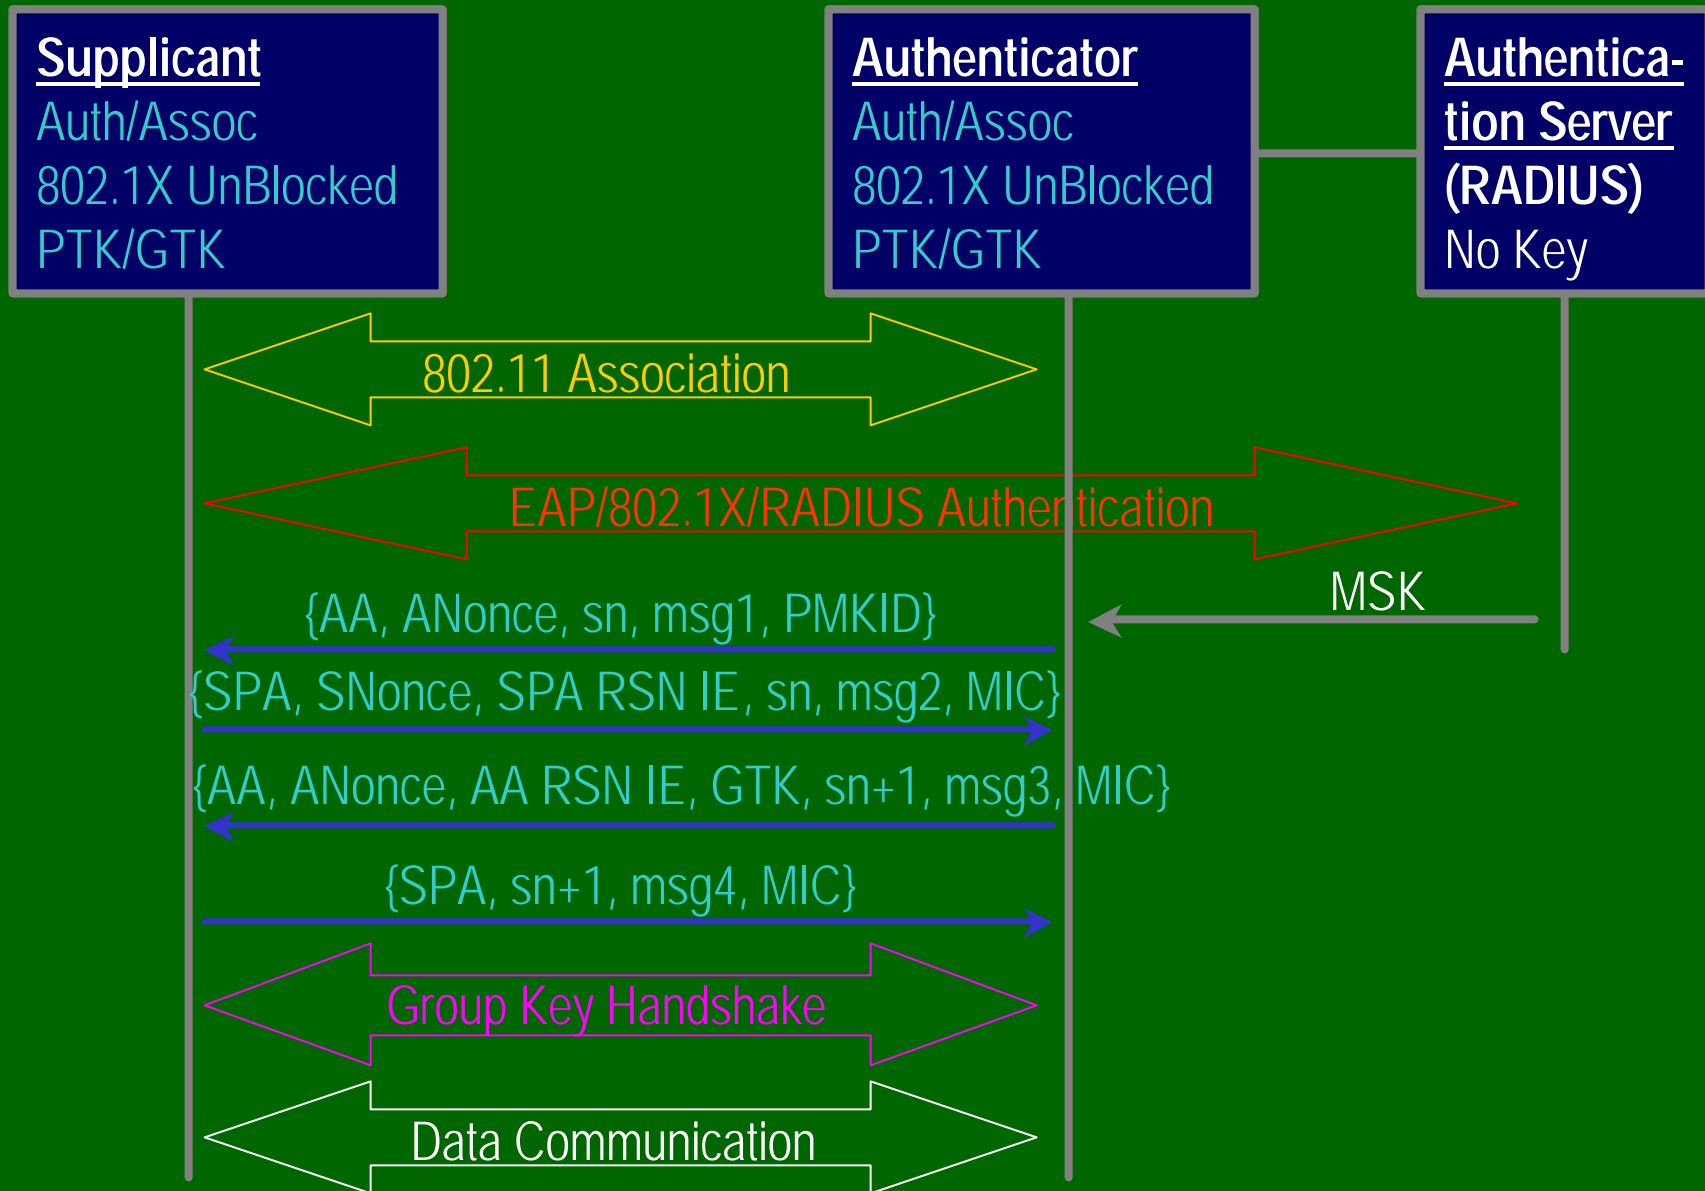 Supplicant
Auth/Assoc
802.1X UnBlocked
PTK/GTK
Authenticator
Auth/Assoc
802.1X UnBlocked
PTK/GTK
Authentica-
tion Server
(RADIUS)
No Key
802.11 Association
EAP/802.1X/RADIUS Authentication
MSK
{AA, ANonce, sn, msg1, PMKID}
{SPA, SNonce, SPA RSN IE, sn, msg2, MIC}
{AA, ANonce, AA RSN IE, GTK, sn+1, msg3, MIC}
{SPA, sn+1, msg4, MIC}
Group Key Handshake
Data Communication